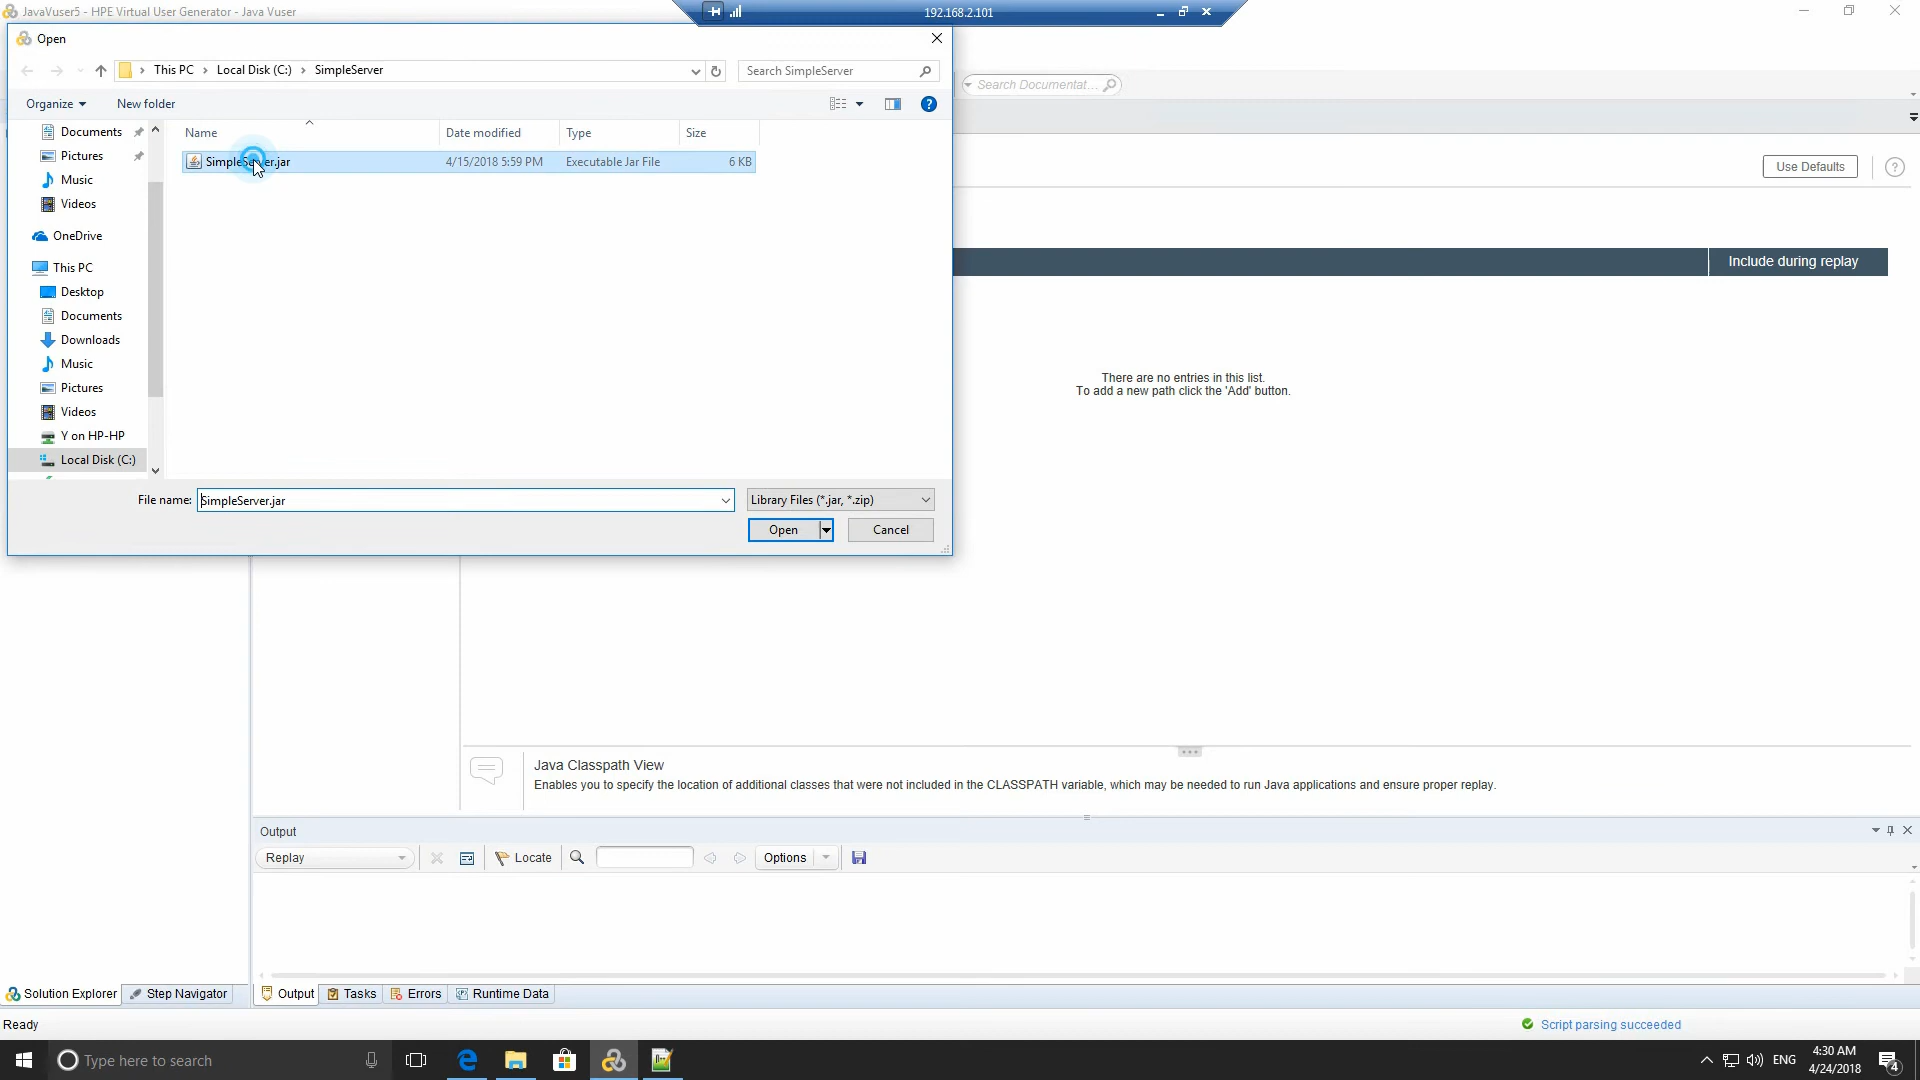 JavaVuser5 - HPE Virtual User Generator - Java Vuser
192.168.2.101
Open
This PC
Local Disk (C:)
SimpleServer
Search SimpleServer
Search Documentat...
Organize
New folder
Name
Date modified
Type
Size
Documents
Pictures
Music
Videos
OneDrive
This PC
Desktop
Documents
Downloads
Music
Pictures
Videos
Y on HP-HP
Local Disk (C:)
SimpleServer.jar
4/15/2018 5:59 PM
Executable Jar File
6 KB
Use Defaults
Include during replay
There are no entries in this list.
To add a new path click the 'Add' button.
File name:
SimpleServer.jar
Library Files (*.jar, *.zip)
Open
Cancel
Java Classpath View
Enables you to specify the location of additional classes that were not included in the CLASSPATH variable, which may be needed to run Java applications and ensure proper replay.
Output
Replay
Locate
Options
Solution Explorer
Step Navigator
Output
Tasks
Errors
Runtime Data
Ready
Script parsing succeeded
Type here to search
ENG
4:30 AM
4/24/2018
4